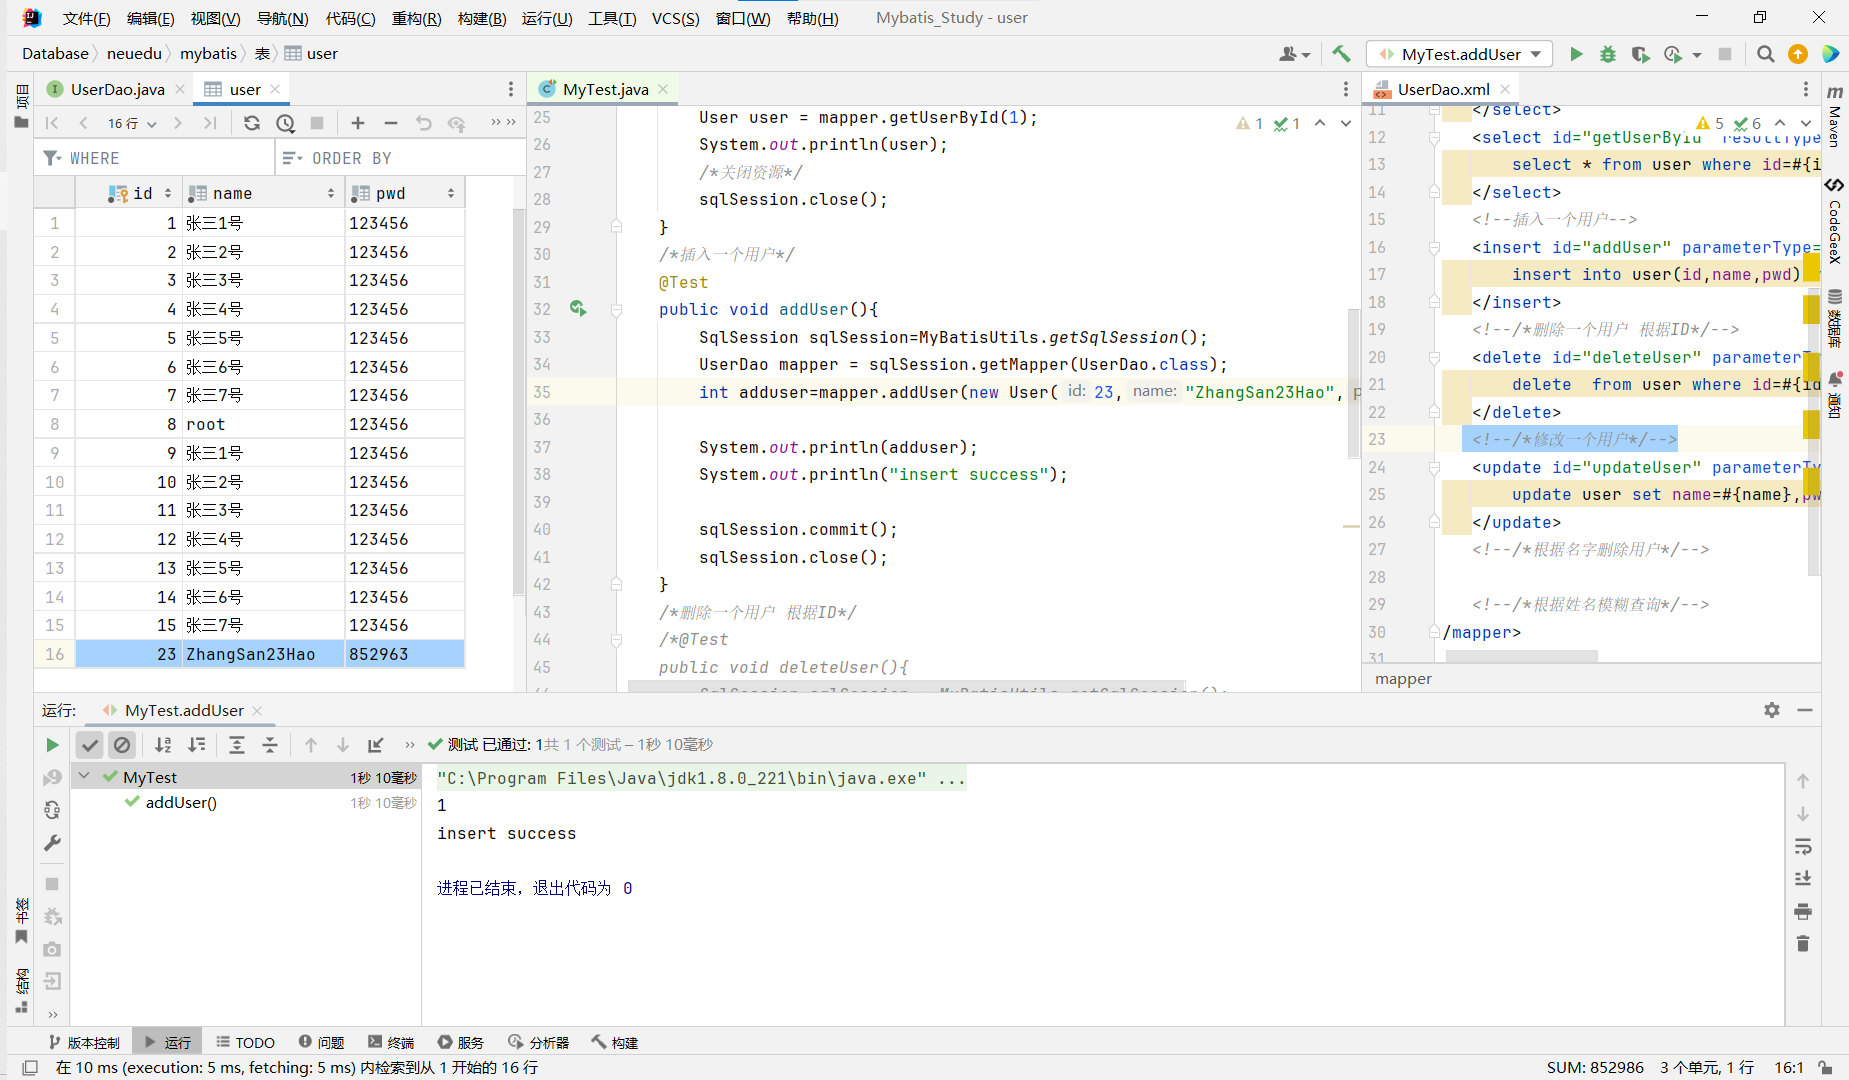 文件(F) 编辑(E) 视图(V) 导航(N) 代码(C) 重构(R) 构建(B) 运行(U) 工具(T) VCS(S) 窗口(W) 帮助(H) Mybatis_Study - user
Database neuedu mybatis 表 user MyTest.addUser
项目
UserDao.java user
16 行
WHERE ORDER BY
id name pwd
1 1 张三1号 123456
2 2 张三2号 123456
3 3 张三3号 123456
4 4 张三4号 123456
5 5 张三5号 123456
6 6 张三6号 123456
7 7 张三7号 123456
8 8 root 123456
9 9 张三1号 123456
10 10 张三2号 123456
11 11 张三3号 123456
12 12 张三4号 123456
13 13 张三5号 123456
14 14 张三6号 123456
15 15 张三7号 123456
16 23 ZhangSan23Hao 852963
MyTest.java
1 1
25 User user = mapper.getUserById(1);
26 System.out.println(user);
27 /*关闭资源*/
28 sqlSession.close();
29 }
30 /*插入一个用户*/
31 @Test
32 public void addUser(){
33 SqlSession sqlSession=MyBatisUtils.getSqlSession();
34 UserDao mapper = sqlSession.getMapper(UserDao.class);
35 int adduser=mapper.addUser(new User( id: 23, name: "ZhangSan23Hao", p
36
37 System.out.println(adduser);
38 System.out.println("insert success");
39
40 sqlSession.commit();
41 sqlSession.close();
42 }
43 /*删除一个用户 根据ID*/
44 /*@Test
45 public void deleteUser(){
UserDao.xml
5 6
11 </select>
12 <select id="getUserById" resultType
13 select * from user where id=#{i
14 </select>
15 <!--插入一个用户-->
16 <insert id="addUser" parameterType=
17 insert into user(id,name,pwd)
18 </insert>
19 <!--/*删除一个用户 根据ID*/-->
20 <delete id="deleteUser" parameterT
21 delete from user where id=#{id
22 </delete>
23 <!--/*修改一个用户*/-->
24 <update id="updateUser" parameterTy
25 update user set name=#{name},pw
26 </update>
27 <!--/*根据名字删除用户*/-->
28
29 <!--/*根据姓名模糊查询*/-->
30 /mapper>
31
mapper
Maven
CodeGeeX
数据库
通知
运行: MyTest.addUser
测试 已通过: 1共 1 个测试 – 1秒 10毫秒
MyTest 1秒 10毫秒
addUser() 1秒 10毫秒
"C:\Program Files\Java\jdk1.8.0_221\bin\java.exe" ...
1
insert success
进程已结束，退出代码为 0
书签
结构
版本控制 运行 TODO 问题 终端 服务 分析器 构建
在 10 ms (execution: 5 ms, fetching: 5 ms) 内检索到从 1 开始的 16 行 SUM: 852986 3 个单元, 1 行 16:1